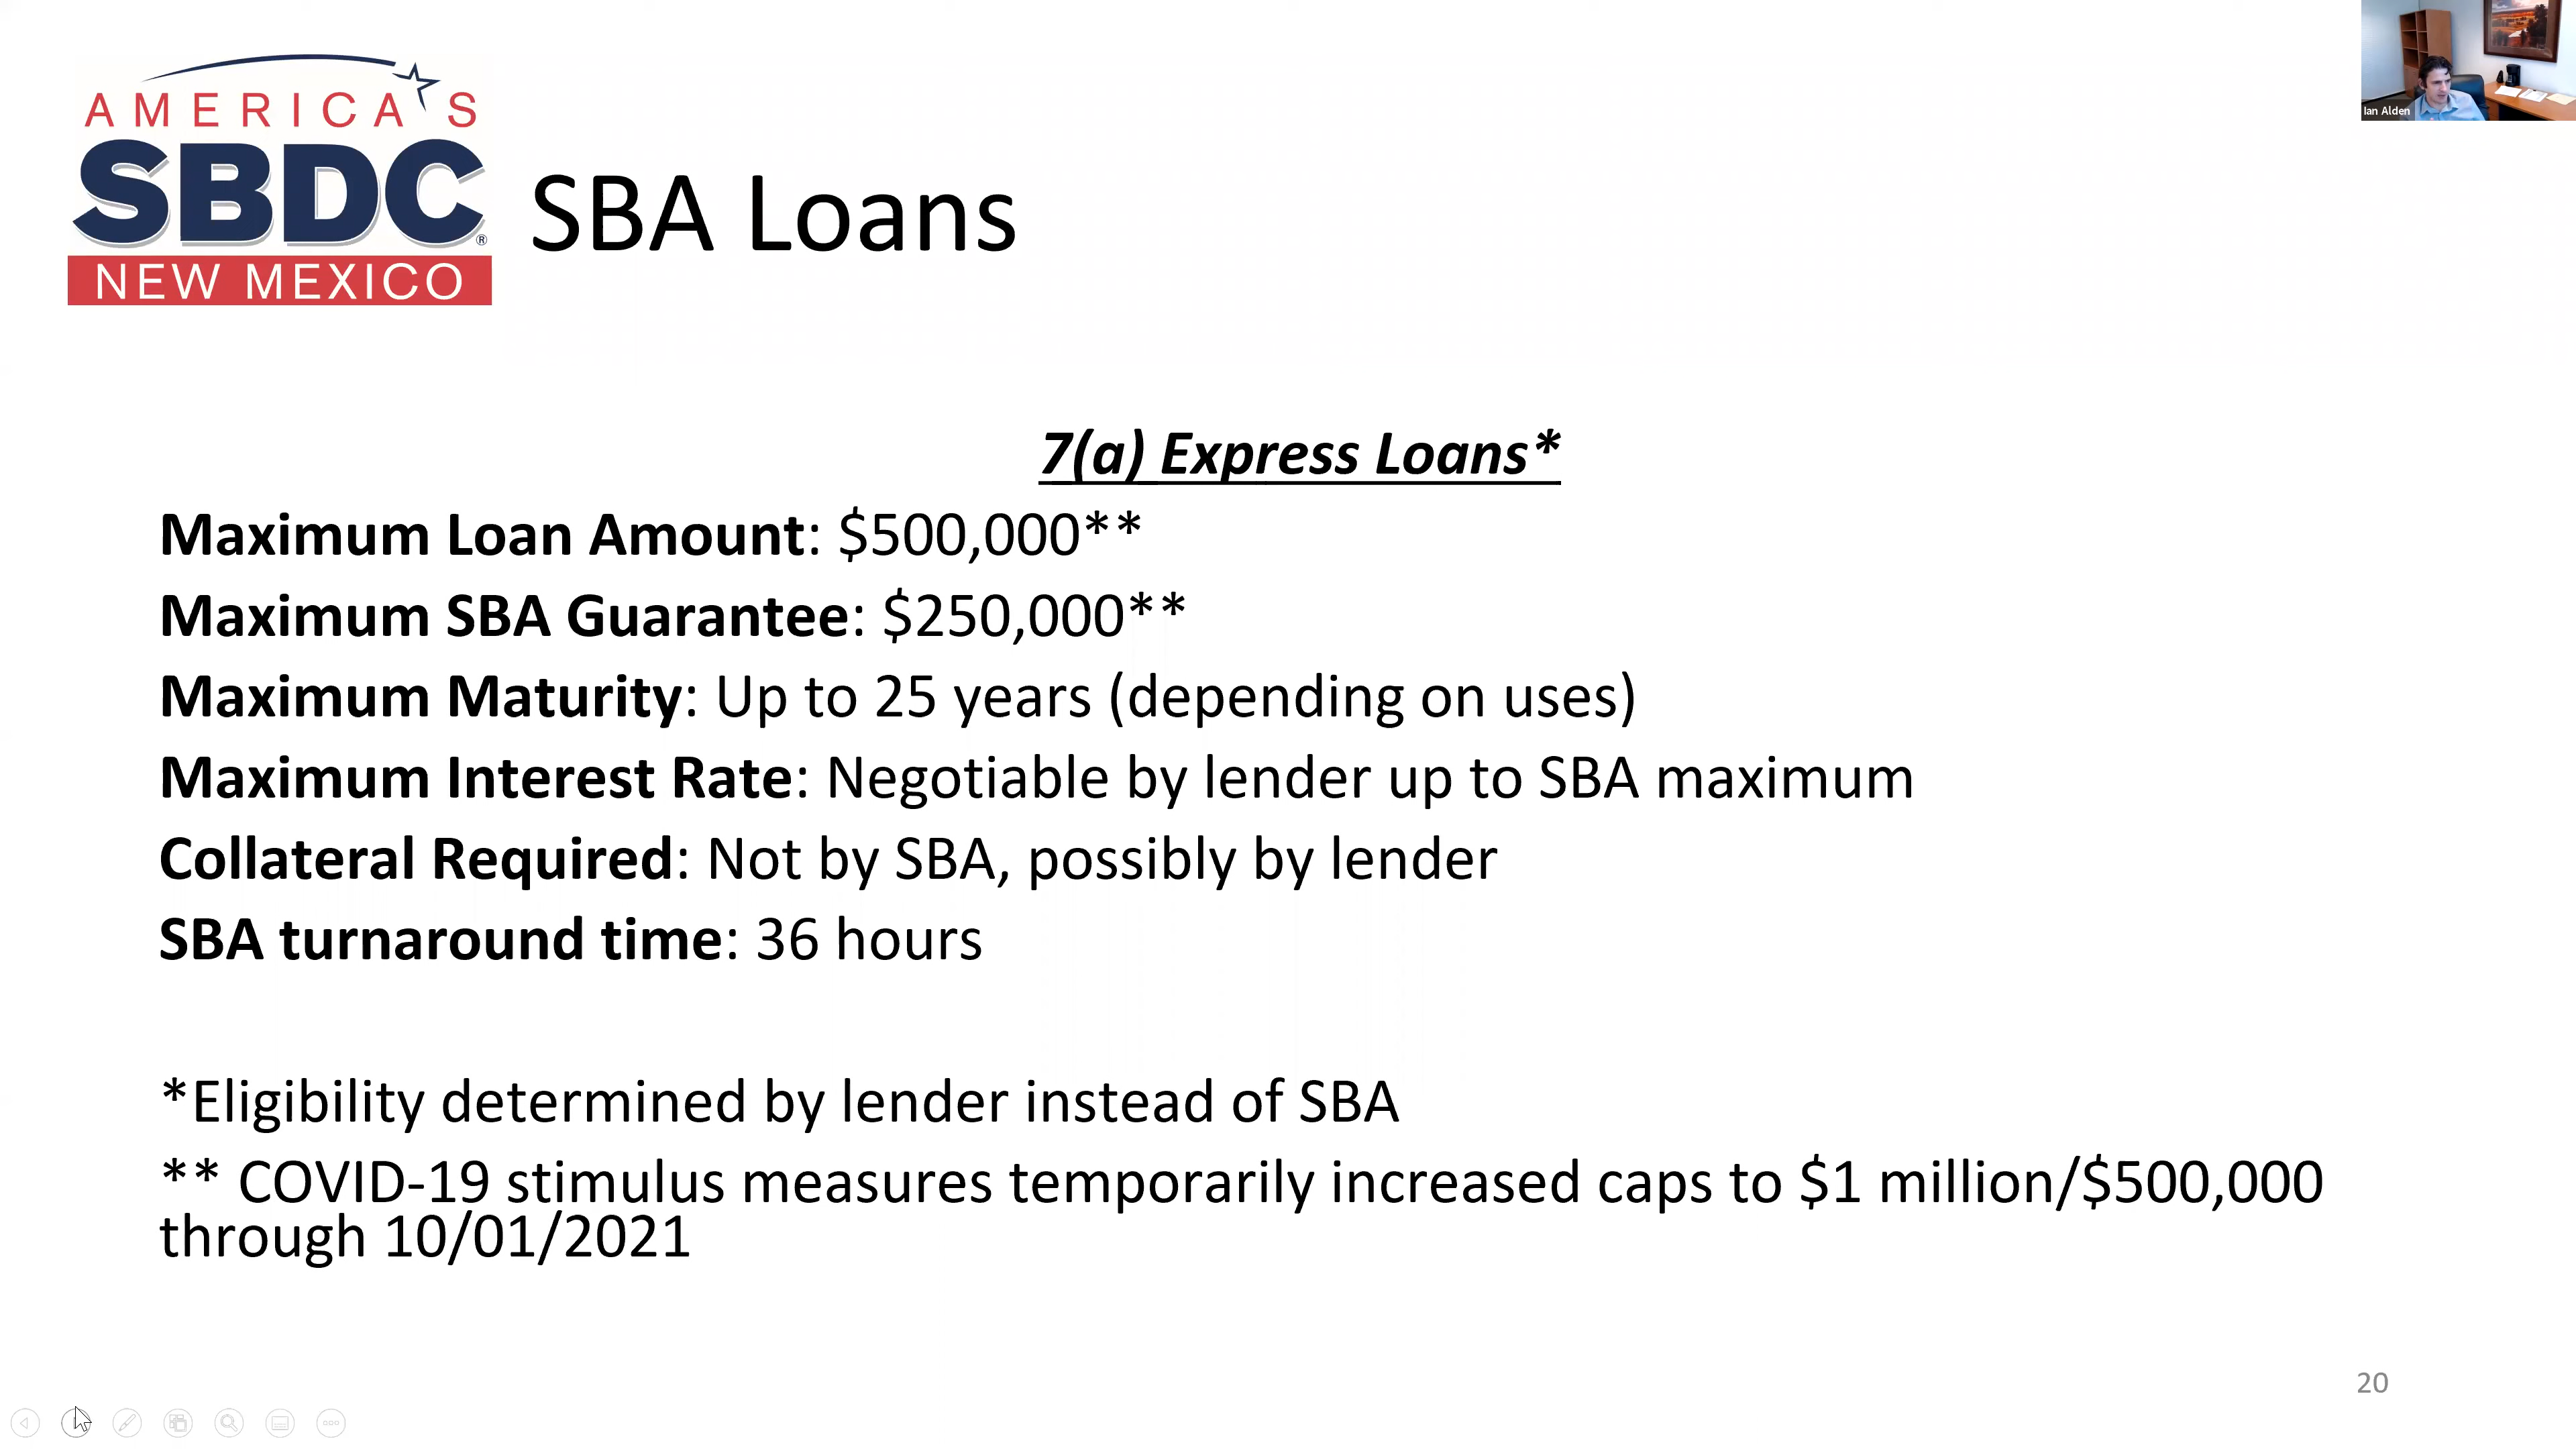 AMERICA'S
SBDC®
NEW MEXICO
SBA Loans
Ian Alden
7(a) Express Loans*
Maximum Loan Amount: $500,000**
Maximum SBA Guarantee: $250,000**
Maximum Maturity: Up to 25 years (depending on uses)
Maximum Interest Rate: Negotiable by lender up to SBA maximum
Collateral Required: Not by SBA, possibly by lender
SBA turnaround time: 36 hours
*Eligibility determined by lender instead of SBA
** COVID-19 stimulus measures temporarily increased caps to $1 million/$500,000
through 10/01/2021
20